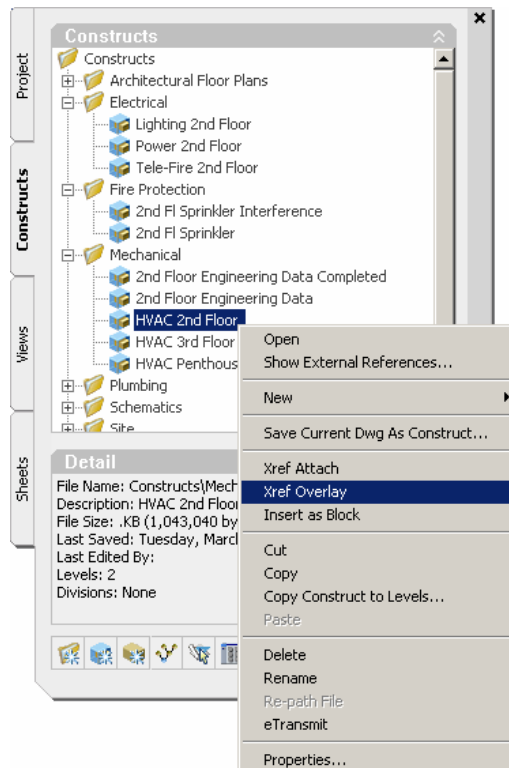 Project
Constructs
Views
Sheets
Constructs
Constructs
Architectural Floor Plans
Electrical
Lighting 2nd Floor
Power 2nd Floor
Tele-Fire 2nd Floor
Fire Protection
2nd Fl Sprinkler Interference
2nd Fl Sprinkler
Mechanical
2nd Floor Engineering Data Completed
2nd Floor Engineering Data
HVAC 2nd Floor
HVAC 3rd Floor
HVAC Penthous
Plumbing
Schematics
Site
Detail
File Name: Constructs\Mech
Description: HVAC 2nd Floor
File Size: .KB (1,043,040 by
Last Saved: Tuesday, March
Last Edited By:
Levels: 2
Divisions: None
Open
Show External References...
New
Save Current Dwg As Construct...
Xref Attach
Xref Overlay
Insert as Block
Cut
Copy
Copy Construct to Levels...
Paste
Delete
Rename
Re-path File
eTransmit
Properties...